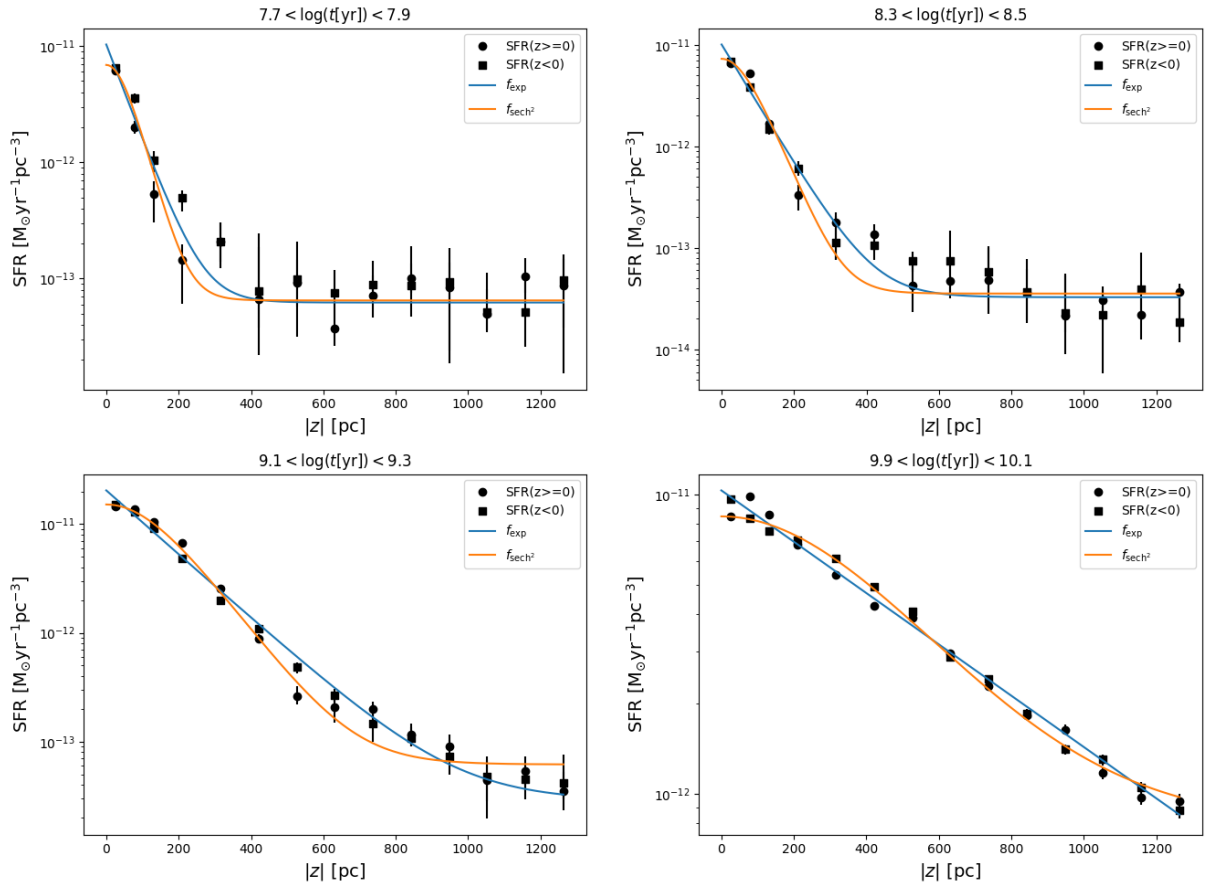 7.7 < log(t[yr]) < 7.9
10⁻¹¹
10⁻¹²
10⁻¹³
SFR [M⊙yr⁻¹pc⁻³]
SFR(z>=0)
SFR(z<0)
f_exp
f_sech²
0 200 400 600 800 1000 1200
|z| [pc]
8.3 < log(t[yr]) < 8.5
10⁻¹¹
10⁻¹²
10⁻¹³
10⁻¹⁴
SFR [M⊙yr⁻¹pc⁻³]
SFR(z>=0)
SFR(z<0)
f_exp
f_sech²
0 200 400 600 800 1000 1200
|z| [pc]
9.1 < log(t[yr]) < 9.3
10⁻¹¹
10⁻¹²
10⁻¹³
SFR [M⊙yr⁻¹pc⁻³]
SFR(z>=0)
SFR(z<0)
f_exp
f_sech²
0 200 400 600 800 1000 1200
|z| [pc]
9.9 < log(t[yr]) < 10.1
10⁻¹¹
10⁻¹²
SFR [M⊙yr⁻¹pc⁻³]
SFR(z>=0)
SFR(z<0)
f_exp
f_sech²
0 200 400 600 800 1000 1200
|z| [pc]